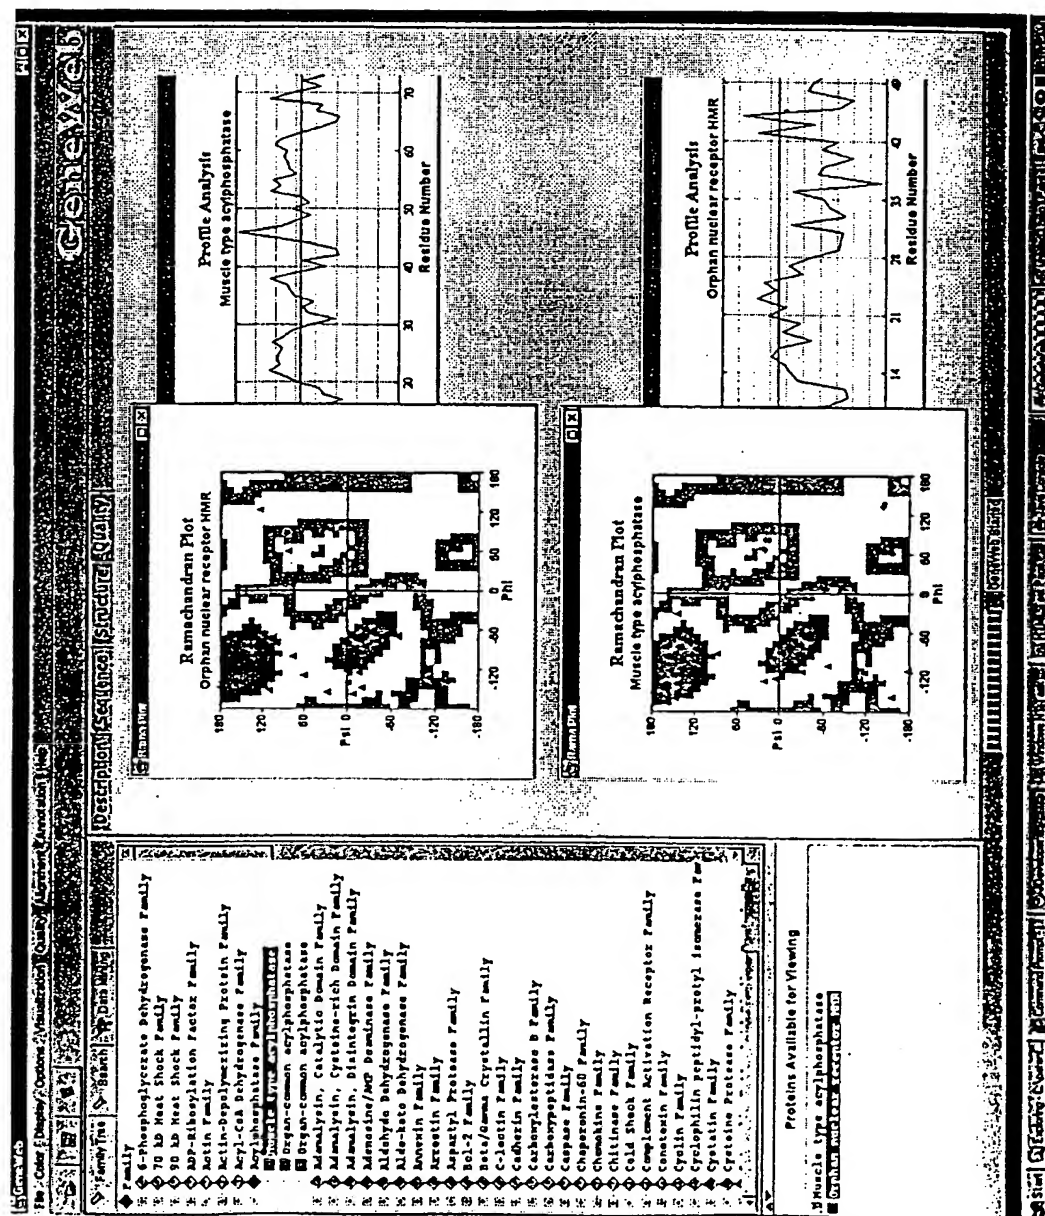 GeneWeb
File Color Display Options Visualization Quality Alignment Annotation Help
GeneWeb
Family Tree Search Data Mining
Description Sequence Structure Quality
Family
6-Phosphoglycerate Dehydrogenase Family
70 kD Heat Shock Family
90 kD Heat Shock Family
ADP-Ribosylation Factor Family
Actin Family
Actin-Depolymerizing Protein Family
Acyl-CoA Dehydrogenase Family
Acylphosphatase Family
Muscle type acylphosphatase
Organ-common acylphosphatase
Organ-common acylphosphatase
Adamalysin, Catalytic Domain Family
Adamalysin, Cysteine-rich Domain Family
Adamalysin, Disintegrin Domain Family
Adenosine/AMP Deaminase Family
Aldehyde Dehydrogenase Family
Aldo-keto Dehydrogenase Family
Annexin Family
Arrestin Family
Aspartyl Protease Family
Bcl-2 Family
Beta/Gamma Crystallin Family
C-lectin Family
Cadherin Family
Carboxylesterase B Family
Carboxypeptidase Family
Caspase Family
Chaperonin-60 Family
Chemokine Family
Chitinase Family
Cold Shock Family
Complement Activation Receptor Family
Conotoxin Family
Cyclin Family
Cyclophilin peptidyl-prolyl isomerase Fam
Cystatin Family
Cysteine Protease Family
Proteins Available for Viewing
Muscle type acylphosphatase
Orphan nuclear receptor HMR
Ramachandran Plot
Orphan nuclear receptor HMR
180
120
60
Psi 0
-60
-120
-180
-120 -60 0 60 120 180
Phi
Profile Analysis
Muscle type acylphosphatase
20 30 40 50 60 70
Residue Number
Ramachandran Plot
Muscle type acylphosphatase
180
120
60
Psi 0
-60
-120
-180
-120 -60 0 60 120 180
Phi
Profile Analysis
Orphan nuclear receptor HMR
14 21 28 35 42 49
Residue Number
Start